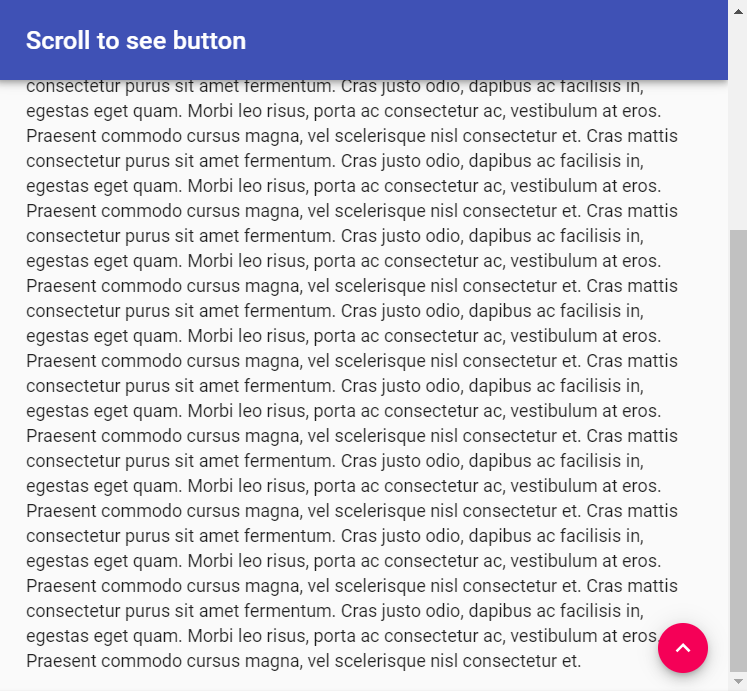 Scroll to see button
consectetur purus sit amet fermentum. Cras justo odio, dapibus ac facilisis in,
egestas eget quam. Morbi leo risus, porta ac consectetur ac, vestibulum at eros.
Praesent commodo cursus magna, vel scelerisque nisl consectetur et. Cras mattis
consectetur purus sit amet fermentum. Cras justo odio, dapibus ac facilisis in,
egestas eget quam. Morbi leo risus, porta ac consectetur ac, vestibulum at eros.
Praesent commodo cursus magna, vel scelerisque nisl consectetur et. Cras mattis
consectetur purus sit amet fermentum. Cras justo odio, dapibus ac facilisis in,
egestas eget quam. Morbi leo risus, porta ac consectetur ac, vestibulum at eros.
Praesent commodo cursus magna, vel scelerisque nisl consectetur et. Cras mattis
consectetur purus sit amet fermentum. Cras justo odio, dapibus ac facilisis in,
egestas eget quam. Morbi leo risus, porta ac consectetur ac, vestibulum at eros.
Praesent commodo cursus magna, vel scelerisque nisl consectetur et. Cras mattis
consectetur purus sit amet fermentum. Cras justo odio, dapibus ac facilisis in,
egestas eget quam. Morbi leo risus, porta ac consectetur ac, vestibulum at eros.
Praesent commodo cursus magna, vel scelerisque nisl consectetur et. Cras mattis
consectetur purus sit amet fermentum. Cras justo odio, dapibus ac facilisis in,
egestas eget quam. Morbi leo risus, porta ac consectetur ac, vestibulum at eros.
Praesent commodo cursus magna, vel scelerisque nisl consectetur et. Cras mattis
consectetur purus sit amet fermentum. Cras justo odio, dapibus ac facilisis in,
egestas eget quam. Morbi leo risus, porta ac consectetur ac, vestibulum at eros.
Praesent commodo cursus magna, vel scelerisque nisl consectetur et. Cras mattis
consectetur purus sit amet fermentum. Cras justo odio, dapibus ac facilisis in,
egestas eget quam. Morbi leo risus, porta ac consectetur ac, vestibulum at eros.
Praesent commodo cursus magna, vel scelerisque nisl consectetur et.